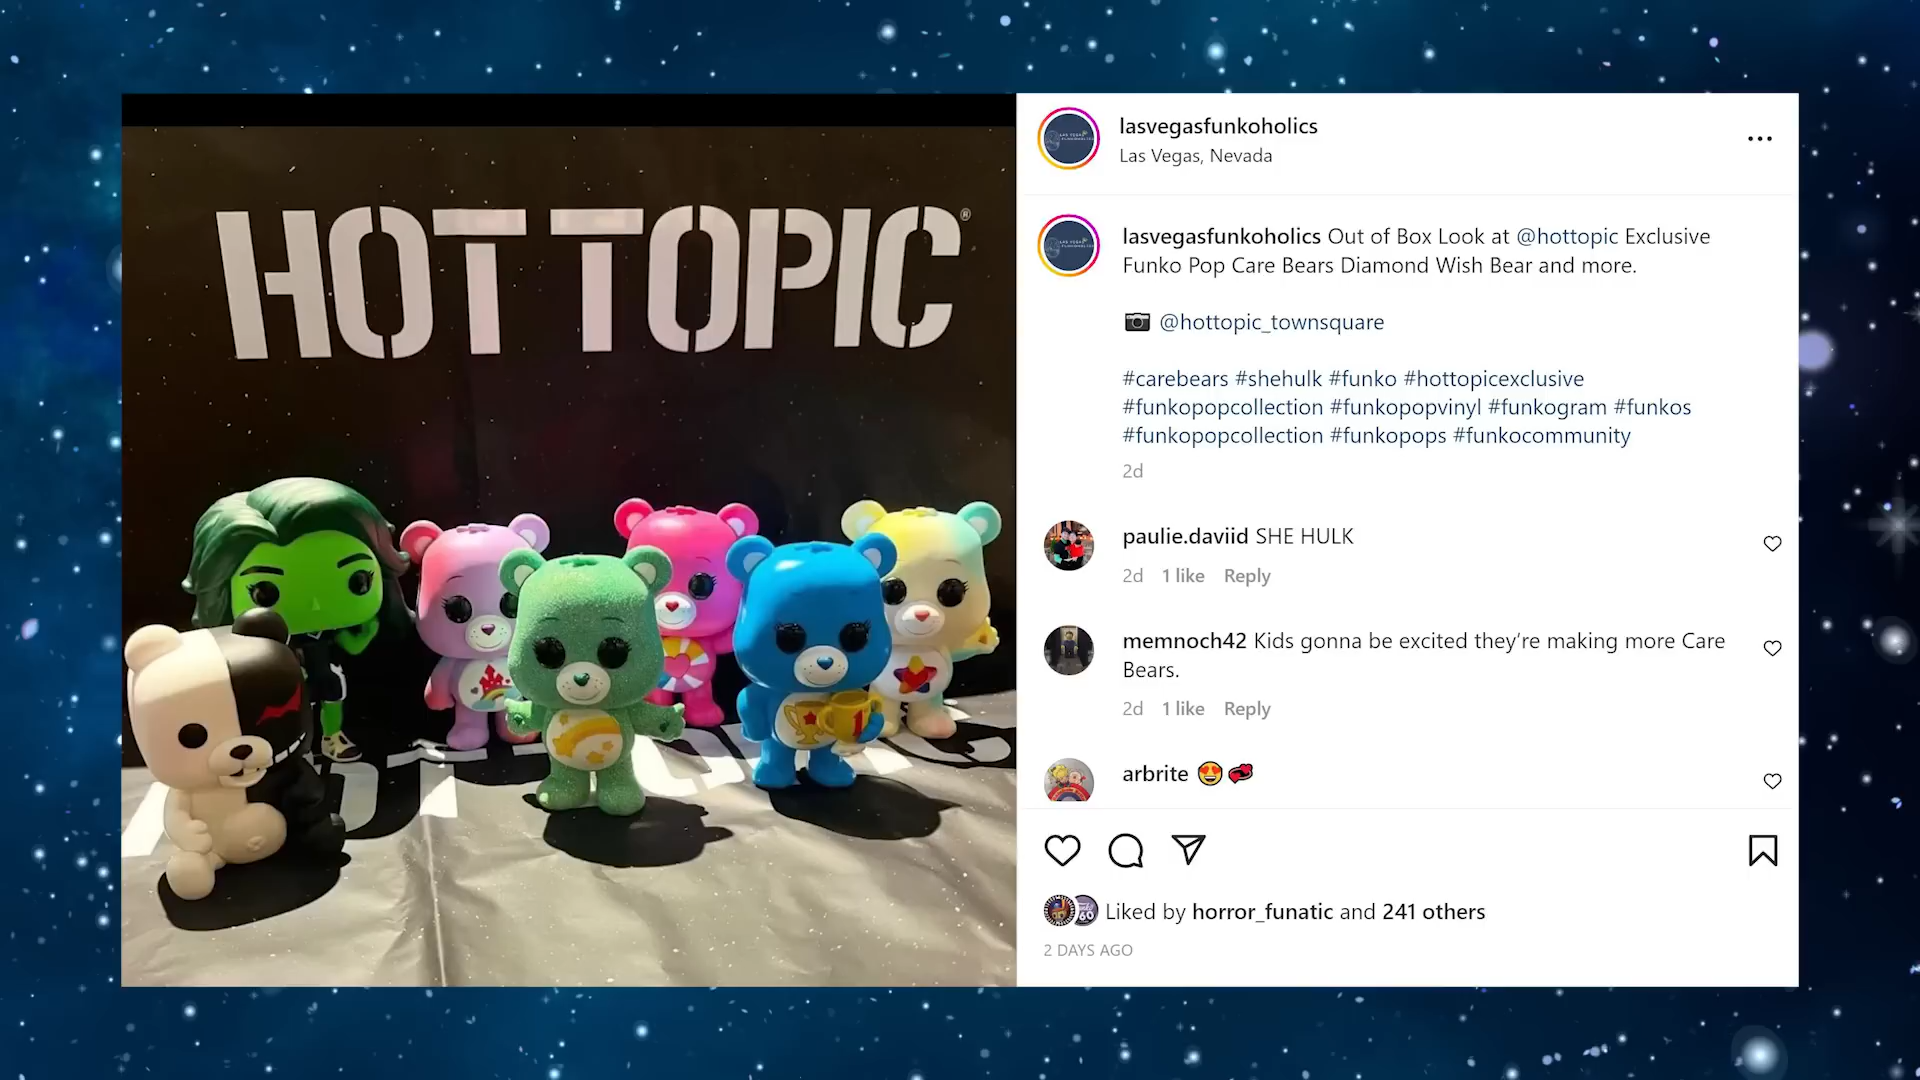 HOT TOPIC®
lasvegasfunkoholics
Las Vegas, Nevada
lasvegasfunkoholics Out of Box Look at @hottopic Exclusive
Funko Pop Care Bears Diamond Wish Bear and more.
📷 @hottopic_townsquare
#carebears #shehulk #funko #hottopicexclusive
#funkopopcollection #funkopopvinyl #funkogram #funkos
#funkopopcollection #funkopops #funkocommunity
2d
paulie.daviid SHE HULK
2d 1 like Reply
memnoch42 Kids gonna be excited they’re making more Care
Bears.
2d 1 like Reply
arbrite 😍💞
Liked by horror_funatic and 241 others
2 DAYS AGO